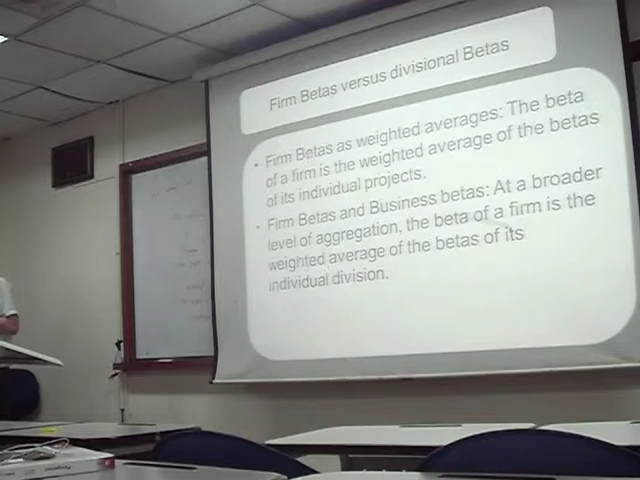 Firm Betas versus divisional Betas
- Firm Betas as weighted averages: The beta
of a firm is the weighted average of the betas
of its individual projects.
- Firm Betas and Business betas: At a broader
level of aggregation, the beta of a firm is the
weighted average of the betas of its
individual division.